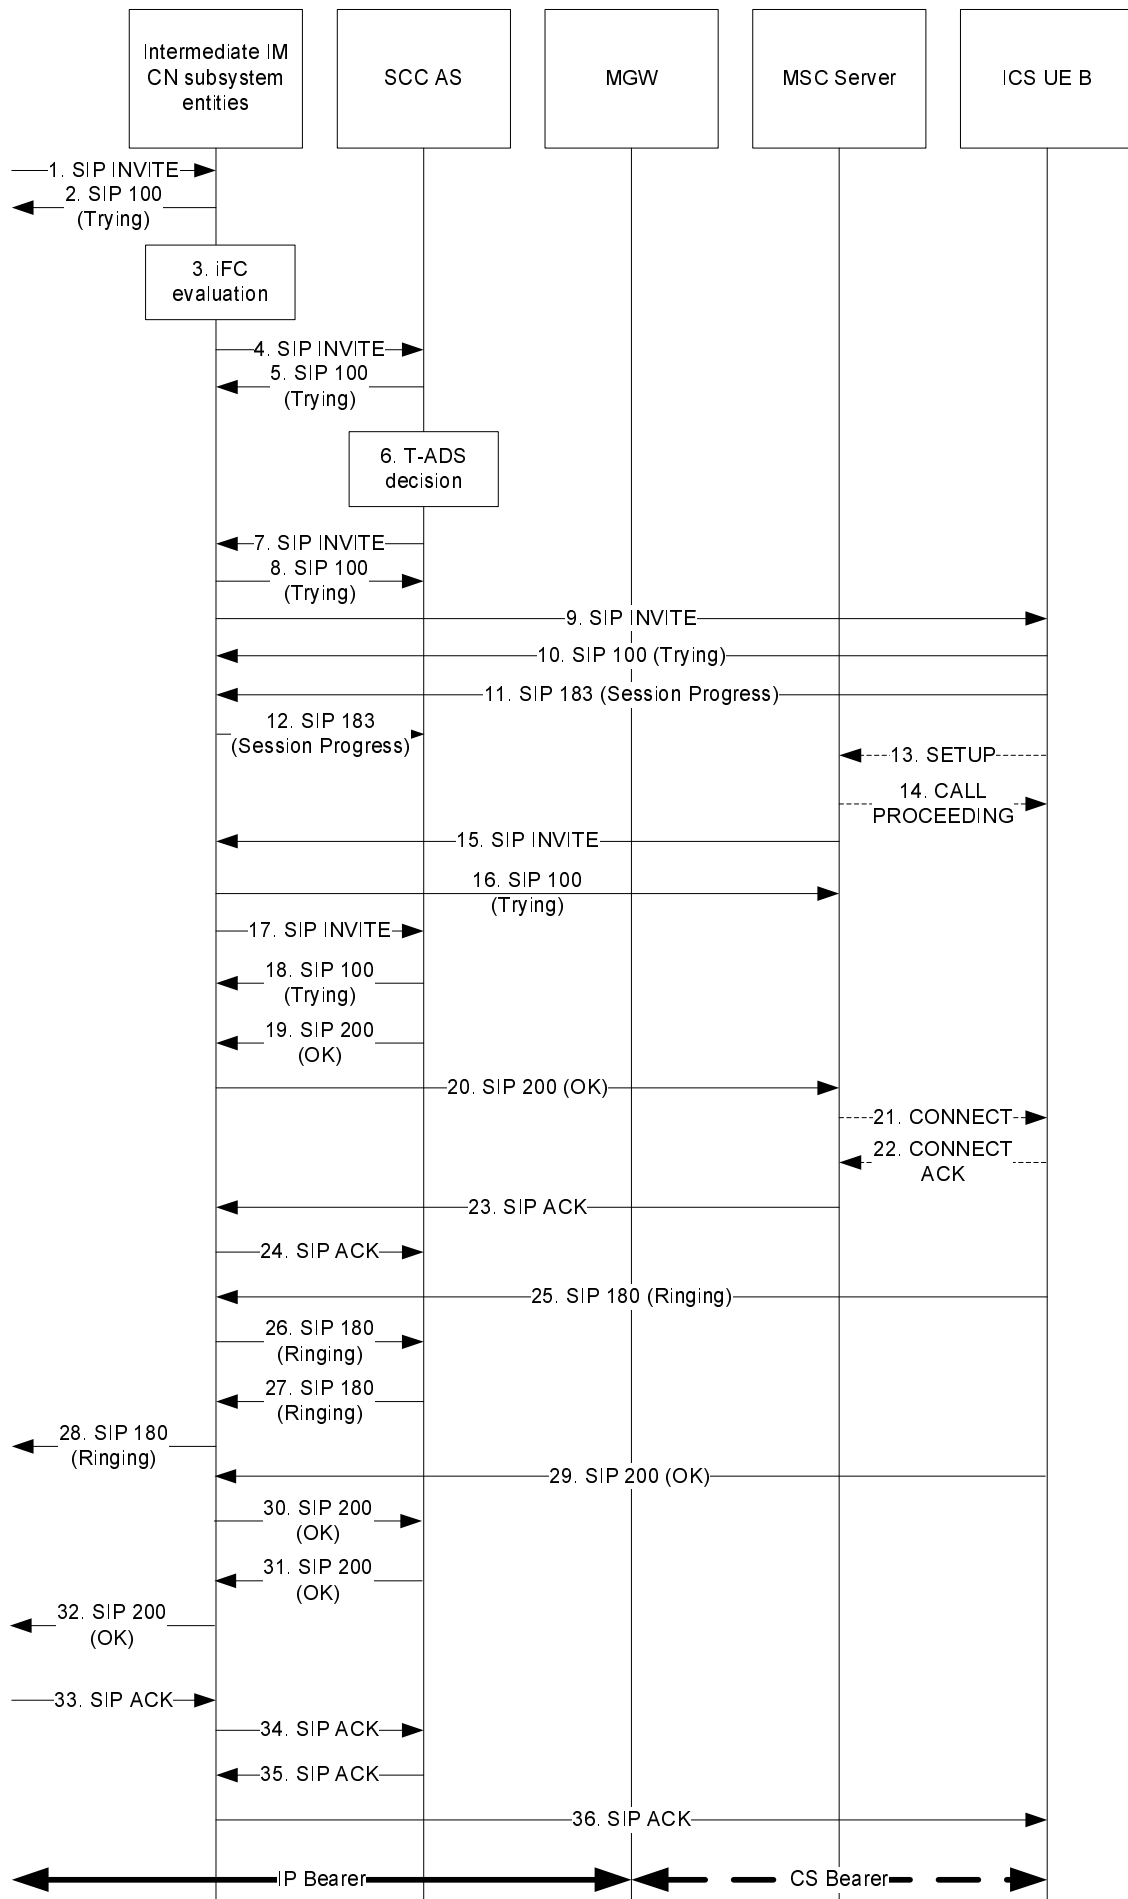 Intermediate IM
CN subsystem
entities
SCC AS
MGW
MSC Server
ICS UE B
1. SIP INVITE
2. SIP 100
(Trying)
3. iFC
evaluation
4. SIP INVITE
5. SIP 100
(Trying)
6. T-ADS
decision
7. SIP INVITE
8. SIP 100
(Trying)
9. SIP INVITE
10. SIP 100 (Trying)
11. SIP 183 (Session Progress)
12. SIP 183
(Session Progress)
13. SETUP
14. CALL
PROCEEDING
15. SIP INVITE
16. SIP 100
(Trying)
17. SIP INVITE
18. SIP 100
(Trying)
19. SIP 200
(OK)
20. SIP 200 (OK)
21. CONNECT
22. CONNECT
ACK
23. SIP ACK
24. SIP ACK
25. SIP 180 (Ringing)
26. SIP 180
(Ringing)
27. SIP 180
(Ringing)
28. SIP 180
(Ringing)
29. SIP 200 (OK)
30. SIP 200
(OK)
31. SIP 200
(OK)
32. SIP 200
(OK)
33. SIP ACK
34. SIP ACK
35. SIP ACK
36. SIP ACK
IP Bearer
CS Bearer